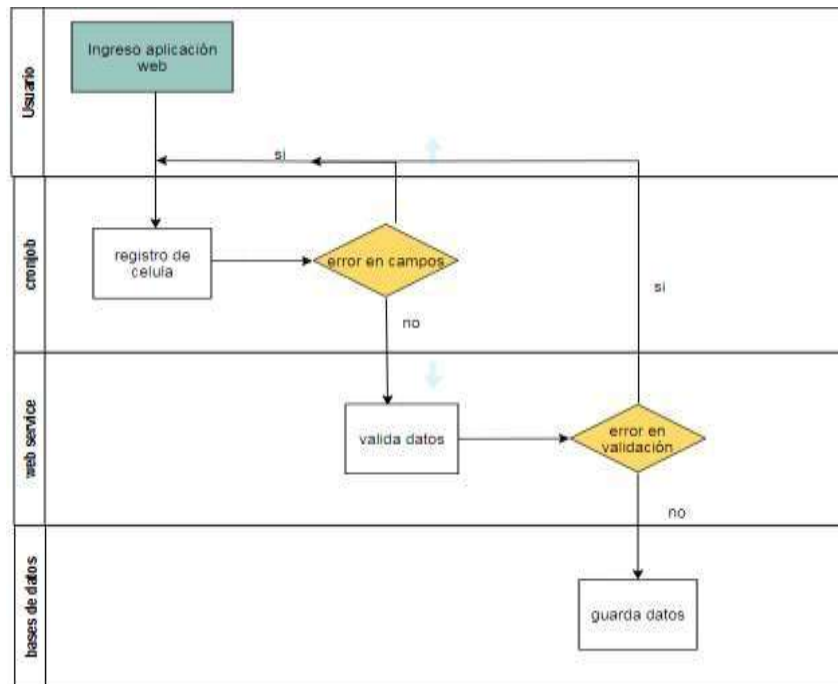 Usuario
Ingreso aplicación
web
si
cronjob
registro de
celula
error en campos
si
no
web service
valida datos
error en
validación
no
bases de datos
guarda datos